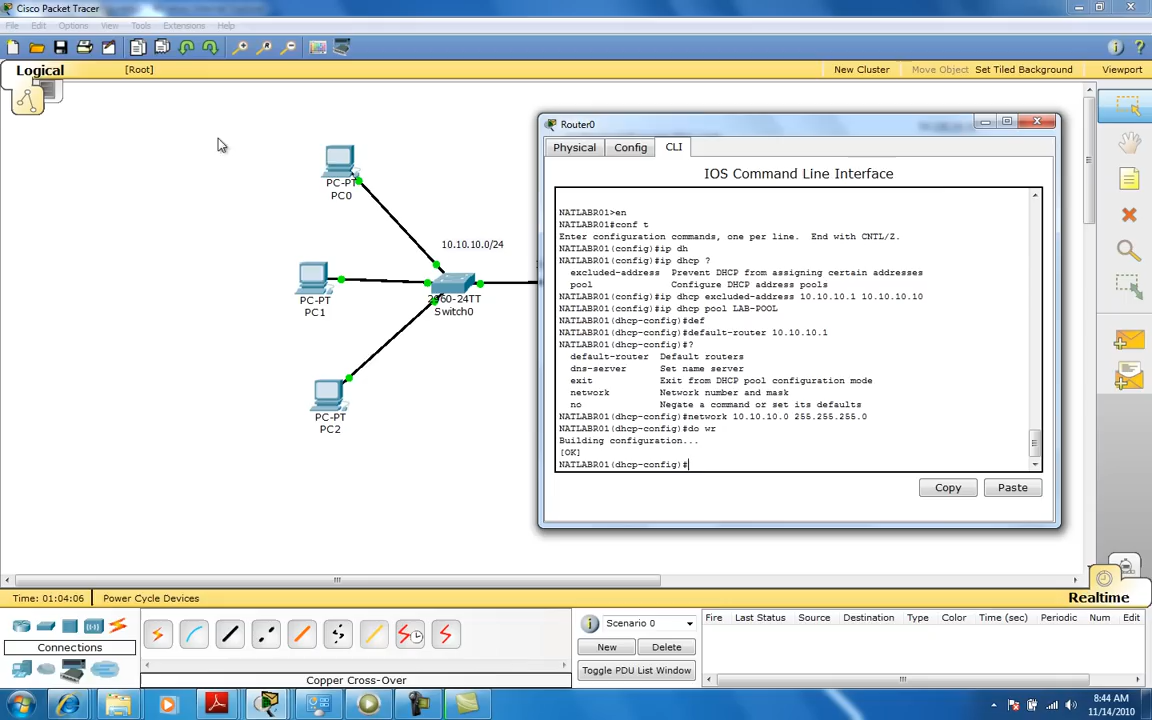 Cisco Packet Tracer
File Edit Options View Tools Extensions Help
Logical [Root] New Cluster Move Object Set Tiled Background Viewport
PC-PT
PC0
10.10.10.0/24
PC-PT
PC1
2960-24TT
Switch0
PC-PT
PC2
Router0
Physical Config CLI
IOS Command Line Interface
NATLABR01>en
NATLABR01#conf t
Enter configuration commands, one per line. End with CNTL/Z.
NATLABR01(config)#ip dh
NATLABR01(config)#ip dhcp ?
excluded-address Prevent DHCP from assigning certain addresses
pool Configure DHCP address pools
NATLABR01(config)#ip dhcp excluded-address 10.10.10.1 10.10.10.10
NATLABR01(config)#ip dhcp pool LAB-POOL
NATLABR01(dhcp-config)#def
NATLABR01(dhcp-config)#default-router 10.10.10.1
NATLABR01(dhcp-config)#?
default-router Default routers
dns-server Set name server
exit Exit from DHCP pool configuration mode
network Network number and mask
no Negate a command or set its defaults
NATLABR01(dhcp-config)#network 10.10.10.0 255.255.255.0
NATLABR01(dhcp-config)#do wr
Building configuration...
[OK]
NATLABR01(dhcp-config)#
Copy Paste
Time: 01:04:06 Power Cycle Devices Realtime
Connections
Copper Cross-Over
Scenario 0
New Delete
Toggle PDU List Window
Fire Last Status Source Destination Type Color Time (sec) Periodic Num Edit
8:44 AM
11/14/2010